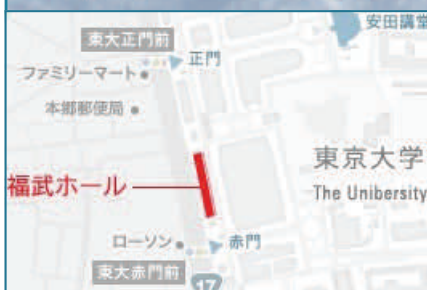 安田講堂
東大正門前
正門
ファミリーマート
本郷郵便局
東京大学
The Unibersity
福武ホール
ローソン
赤門
東大赤門前
17